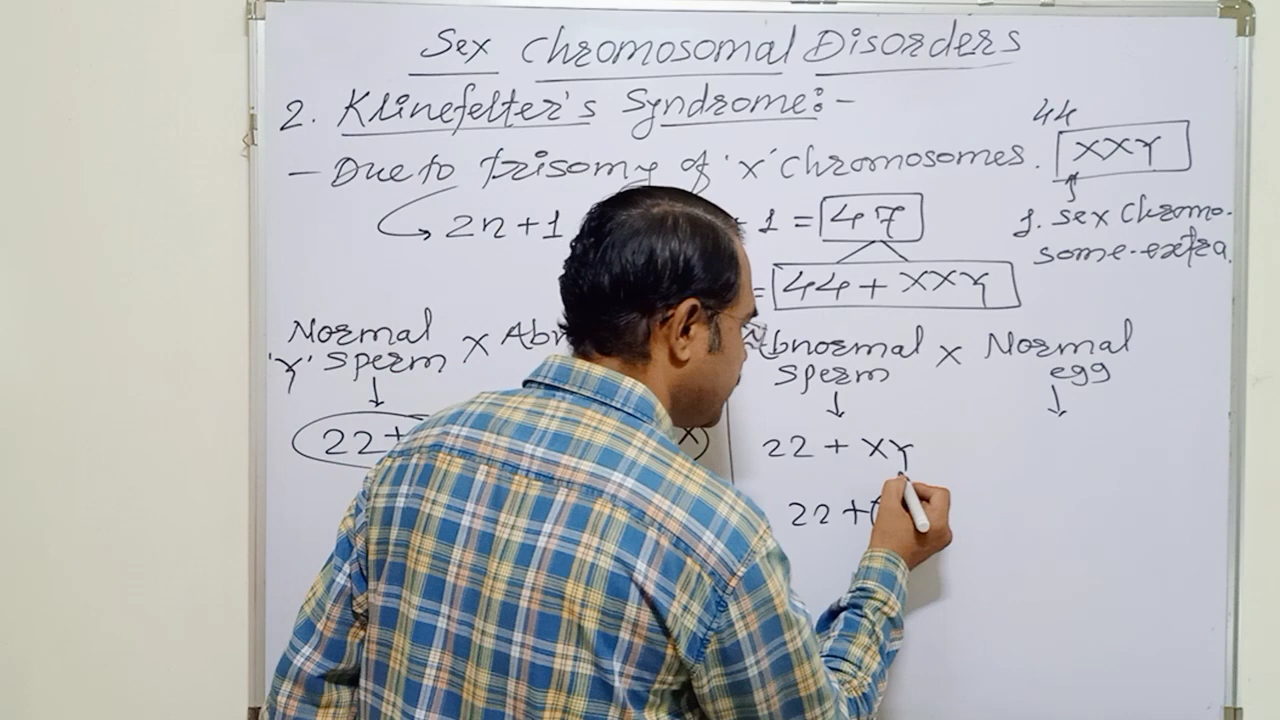 Sex Chromosomal Disorders
2. Klinefelter's Syndrome:-
- Due to trisomy of 'x' chromosomes.
44
XXY
1. Sex Chromo-
some-extra.
2n+1
1 = 47
= 44+ XXY
Normal
'Y' Sperm
X
22+
X
Abnormal
Sperm
X Normal
egg
22 + XY
22 +